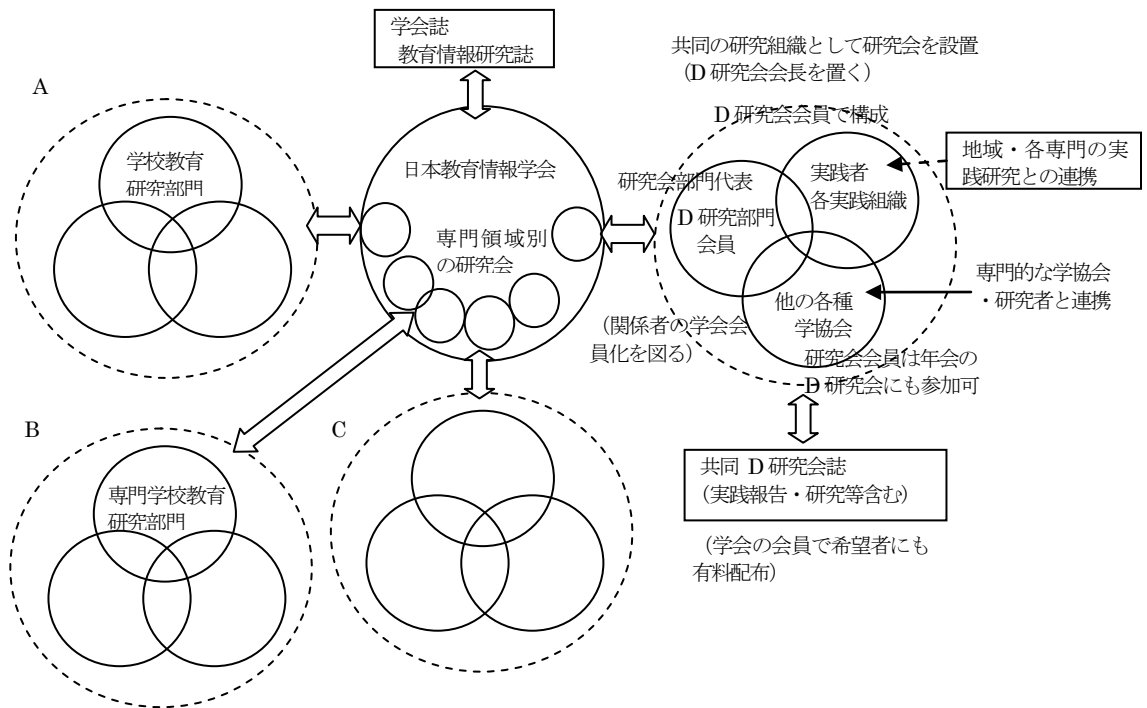 学会誌
教育情報研究誌
共同の研究組織として研究会を設置
（D 研究会会長を置く）
A
D 研究会会員で構成
学校教育
研究部門
日本教育情報学会
専門領域別
の研究会
研究会部門代表
D 研究部門
会員
実践者
各実践組織
地域・各専門の実
践研究との連携
他の各種
学協会
専門的な学協会
・研究者と連携
（関係者の学会会
員化を図る）
研究会会員は年会の
D 研究会にも参加可
B
専門学校教育
研究部門
C
共同 D 研究会誌
（実践報告・研究等含む）
（学会の会員で希望者にも
有料配布）